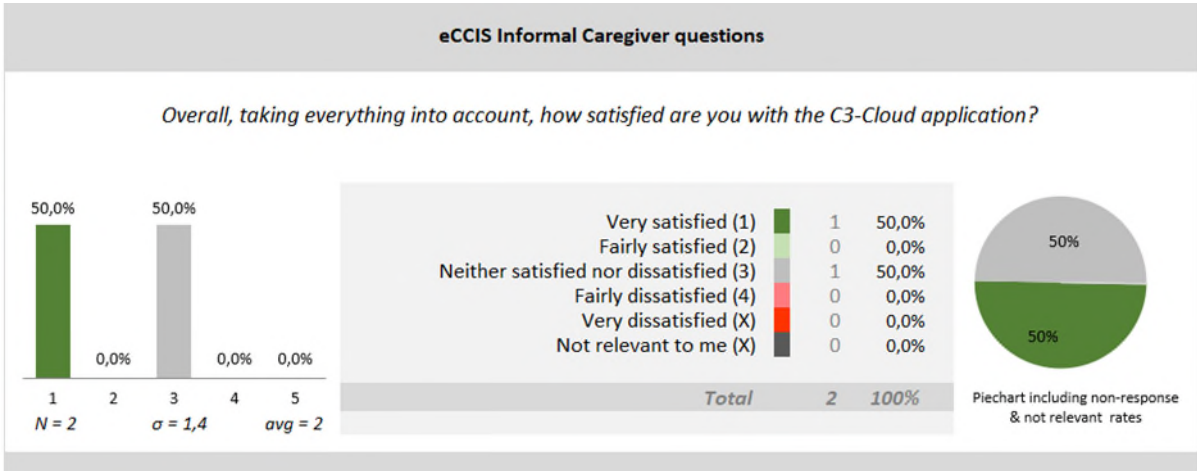 eCCIS Informal Caregiver questions
Overall, taking everything into account, how satisfied are you with the C3-Cloud application?
50,0% 50,0%
0,0% 0,0% 0,0%
1 2 3 4 5
N = 2 σ = 1,4 avg = 2
Very satisfied (1) 1 50,0%
Fairly satisfied (2) 0 0,0%
Neither satisfied nor dissatisfied (3) 1 50,0%
Fairly dissatisfied (4) 0 0,0%
Very dissatisfied (X) 0 0,0%
Not relevant to me (X) 0 0,0%
Total 2 100%
50%
50%
Piechart including non-response
& not relevant rates